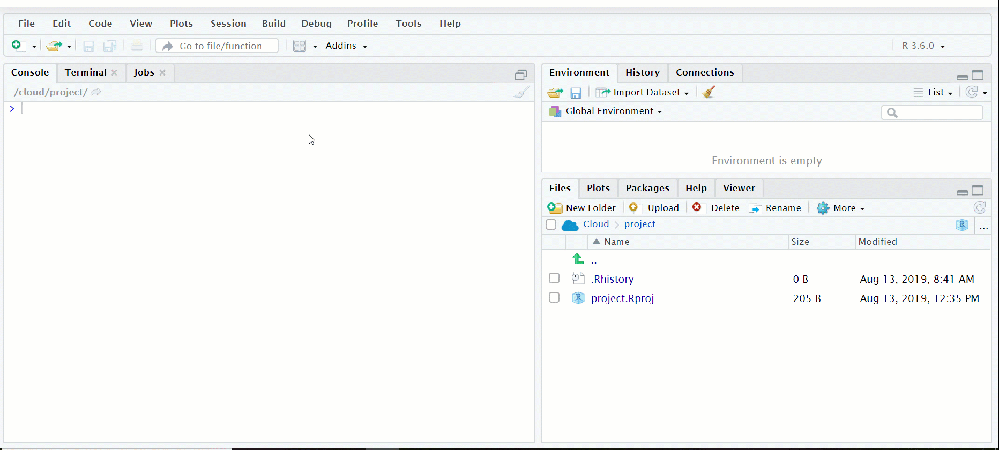 File Edit Code View Plots Session Build Debug Profile Tools Help
Go to file/function Addins R 3.6.0
Console Terminal Jobs
/cloud/project/
>
Environment History Connections
Import Dataset List
Global Environment
Environment is empty
Files Plots Packages Help Viewer
New Folder Upload Delete Rename More
Cloud project R ...
Name Size Modified
..
.Rhistory 0 B Aug 13, 2019, 8:41 AM
R project.Rproj 205 B Aug 13, 2019, 12:35 PM